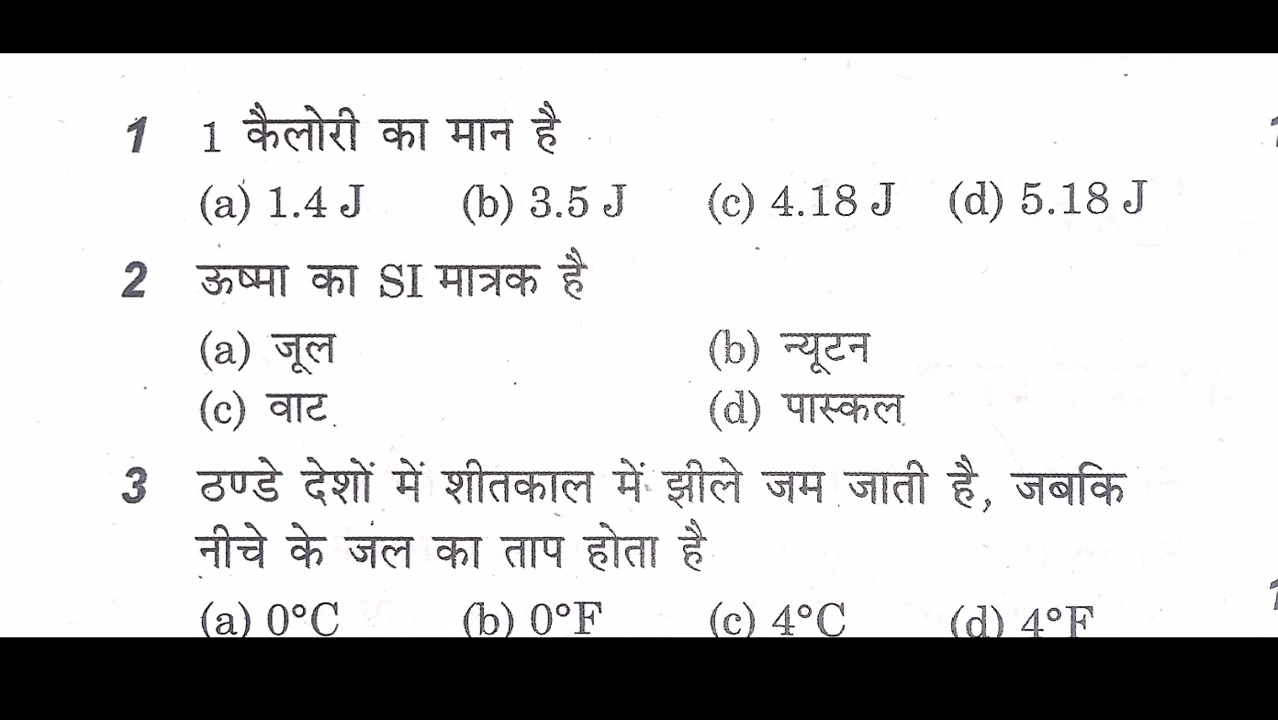 1 1 कैलोरी का मान है
(a) 1.4 J (b) 3.5 J (c) 4.18 J (d) 5.18 J
2 ऊष्मा का SI मात्रक है
(a) जूल (b) न्यूटन
(c) वाट (d) पास्कल
3 ठण्डे देशों में शीतकाल में झीले जम जाती है, जबकि
नीचे के जल का ताप होता है
(a) 0°C (b) 0°F (c) 4°C (d) 4°F